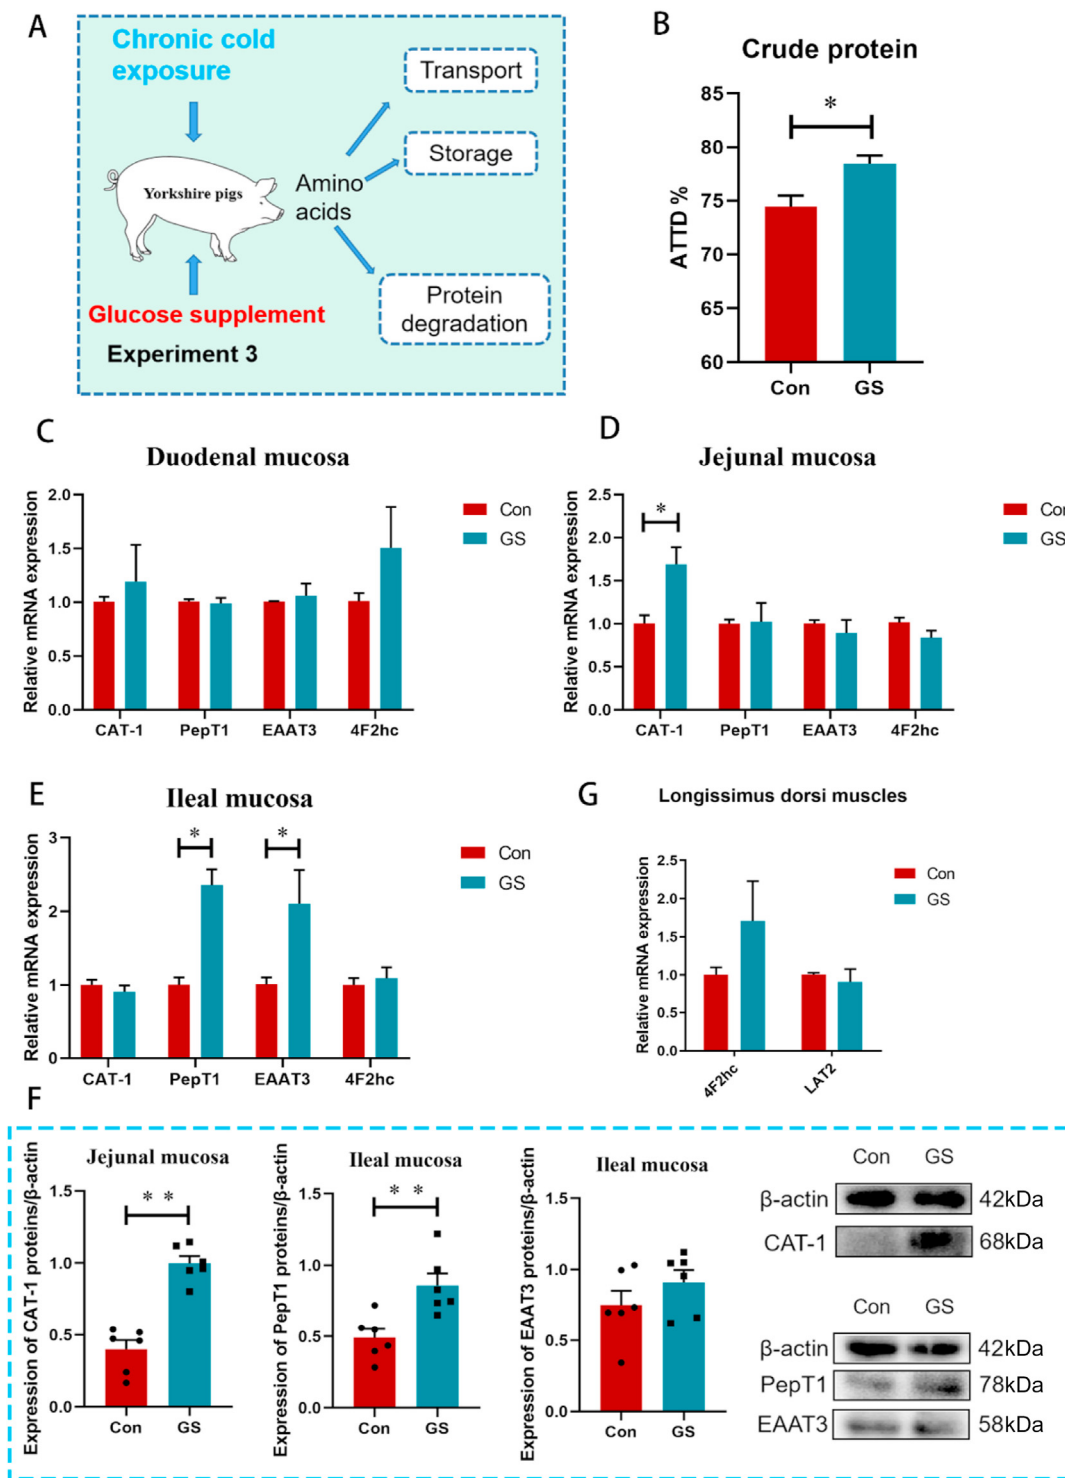 A
Chronic cold
exposure
Yorkshire pigs
Amino
acids
Transport
Storage
Protein
degradation
Glucose supplement
Experiment 3
B
Crude protein
ATTD %
85
80
75
70
65
60
*
Con
GS
C
Duodenal mucosa
Relative mRNA expression
2.0
1.5
1.0
0.5
0.0
CAT-1
PepT1
EAAT3
4F2hc
Con
GS
D
Jejunal mucosa
Relative mRNA expression
2.5
2.0
1.5
1.0
0.5
0.0
*
CAT-1
PepT1
EAAT3
4F2hc
Con
GS
E
Ileal mucosa
Relative mRNA expression
3
2
1
0
*
*
CAT-1
PepT1
EAAT3
4F2hc
Con
GS
G
Longissimus dorsi muscles
Relative mRNA expression
2.5
2.0
1.5
1.0
0.5
0.0
4F2hc
LAT2
Con
GS
F
Jejunal mucosa
Expression of CAT-1 proteins/β-actin
1.5
1.0
0.5
0.0
* *
Con
GS
Ileal mucosa
Expression of PepT1 proteins/β-actin
1.5
1.0
0.5
0.0
* *
Con
GS
Ileal mucosa
Expression of EAAT3 proteins/β-actin
1.5
1.0
0.5
0.0
Con
GS
Con GS
β-actin 42kDa
CAT-1 68kDa
Con GS
β-actin 42kDa
PepT1 78kDa
EAAT3 58kDa